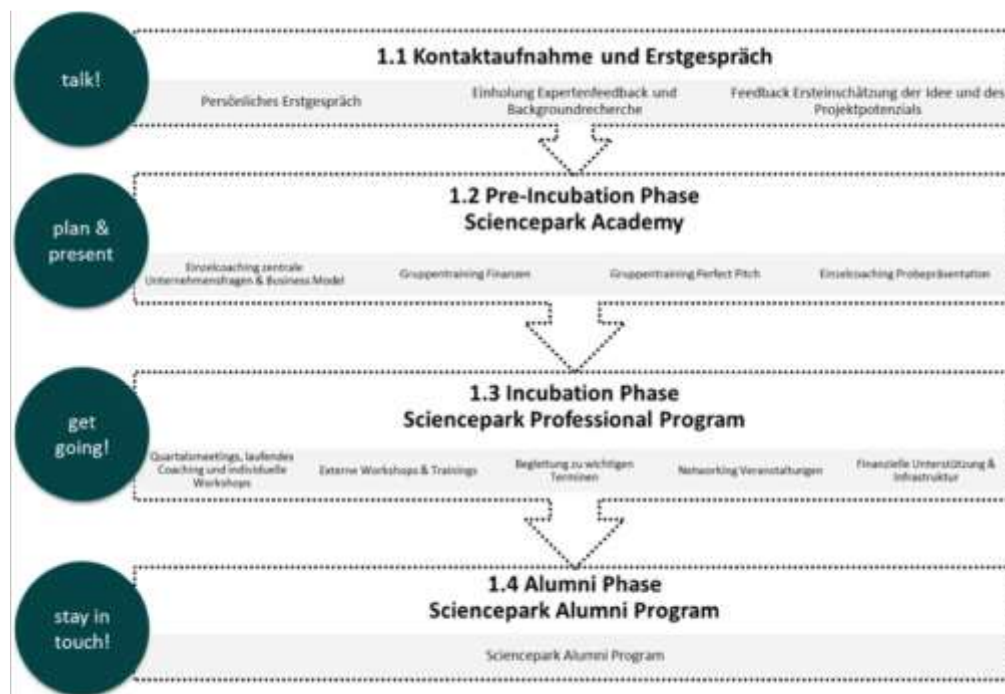 talk!
1.1 Kontaktaufnahme und Erstgespräch
Persönliches Erstgespräch
Einholung Expertenfeedback und
Backgroundrecherche
Feedback Ersteinschätzung der Idee und des
Projektpotenzials
plan &
present
1.2 Pre-Incubation Phase
Sciencepark Academy
Einzelcoaching zentrale
Unternehmensfragen & Business Model
Gruppentraining Finanzen
Gruppentraining Perfect Pitch
Einzelcoaching Probepräsentation
get
going!
1.3 Incubation Phase
Sciencepark Professional Program
Quartalsmeetings, laufendes
Coaching und individuelle
Workshops
Externe Workshops & Trainings
Begleitung zu wichtigen
Terminen
Networking Veranstaltungen
Finanzielle Unterstützung &
Infrastruktur
stay in
touch!
1.4 Alumni Phase
Sciencepark Alumni Program
Sciencepark Alumni Program